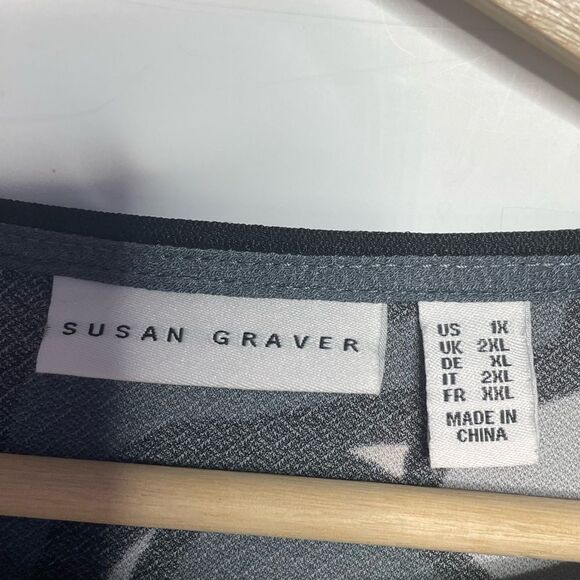 SUSAN GRAVER
US 1X
UK 2XL
DE XL
IT 2XL
FR XXL
MADE IN
CHINA